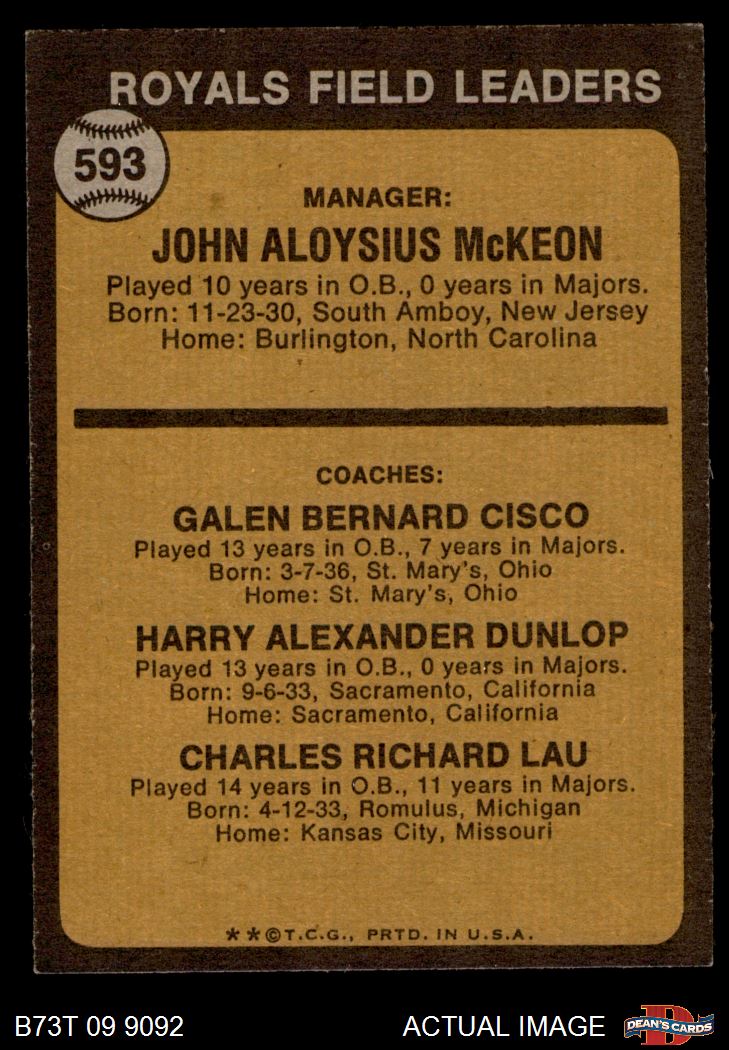 ROYALS FIELD LEADERS
593
MANAGER:
JOHN ALOYSIUS McKEON
Played 10 years in O.B., 0 years in Majors.
Born: 11-23-30, South Amboy, New Jersey
Home: Burlington, North Carolina
COACHES:
GALEN BERNARD CISCO
Played 13 years in O.B., 7 years in Majors.
Born: 3-7-36, St. Mary's, Ohio
Home: St. Mary's, Ohio
HARRY ALEXANDER DUNLOP
Played 13 years in O.B., 0 years in Majors.
Born: 9-6-33, Sacramento, California
Home: Sacramento, California
CHARLES RICHARD LAU
Played 14 years in O.B., 11 years in Majors.
Born: 4-12-33, Romulus, Michigan
Home: Kansas City, Missouri
**©T.C.G., PRTD. IN U.S.A.
B73T 09 9092 ACTUAL IMAGE D DEAN'S CARDS